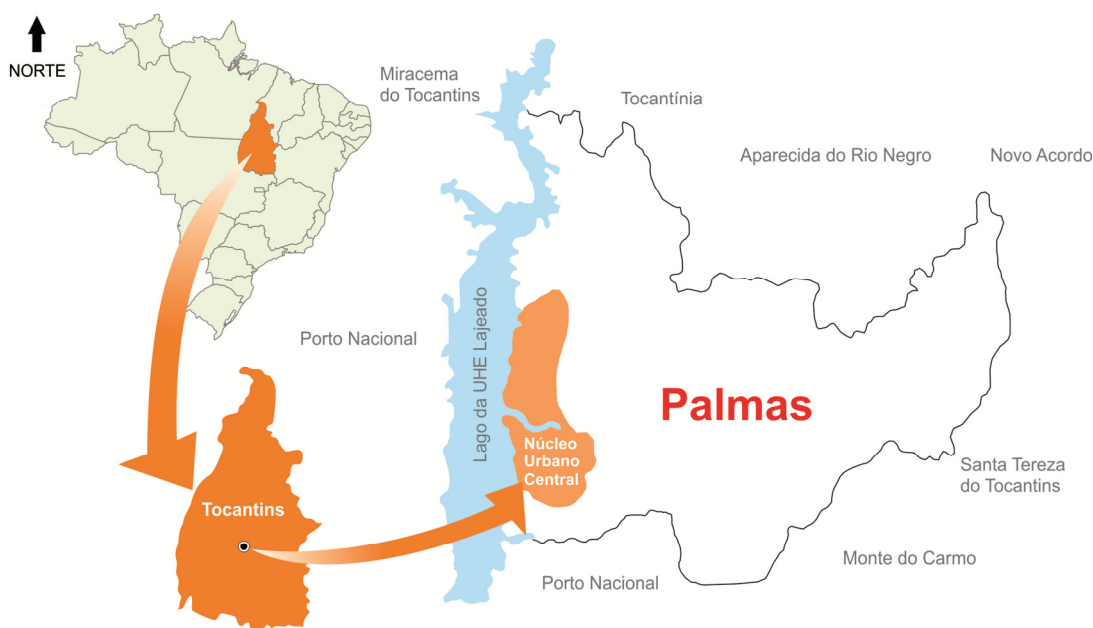 NORTE
Miracema
do Tocantins
Tocantínia
Aparecida do Rio Negro
Novo Acordo
Porto Nacional
Lago da UHE Lajeado
Palmas
Núcleo
Urbano
Central
Santa Tereza
do Tocantins
Tocantins
Monte do Carmo
Porto Nacional